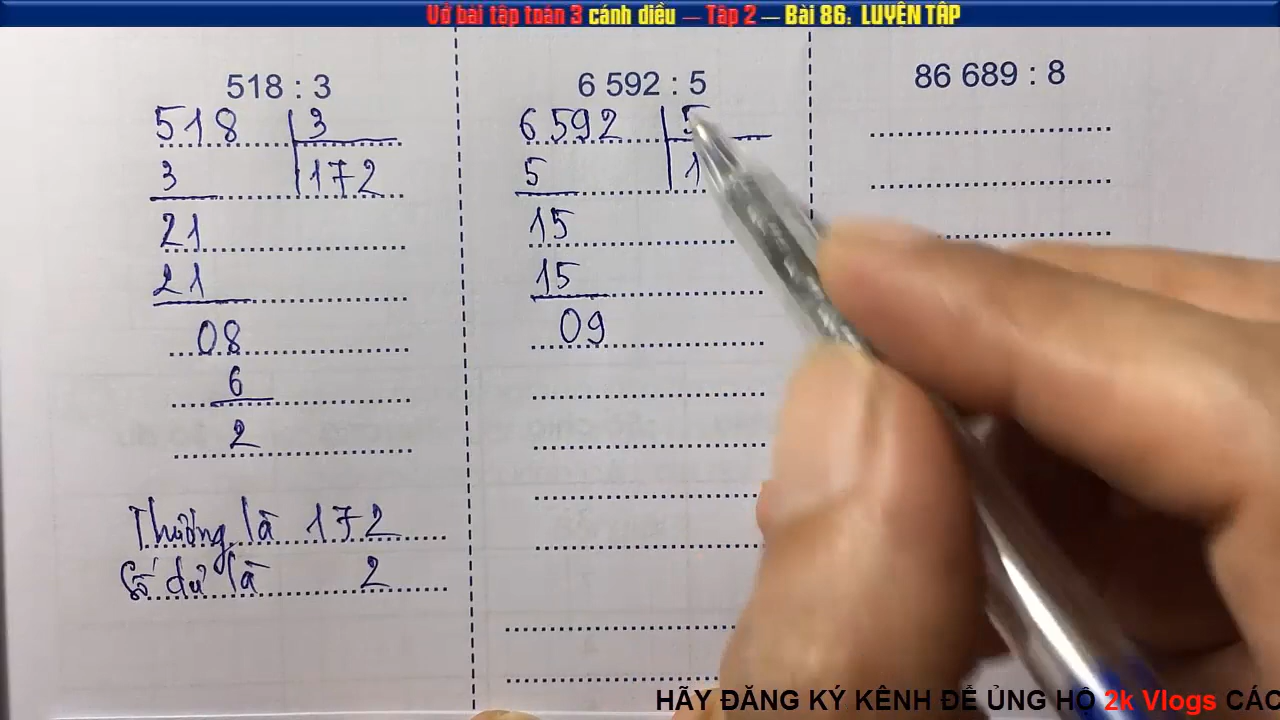 Vở bài tập toán 3 cánh diều – Tập 2 – Bài 86: LUYỆN TẬP
518 : 3
518 3
3 172
21
21
08
6
2
Thương là 172
Số dư là 2
6 592 : 5
6592 5
5 1
15
15
09
86 689 : 8
HÃY ĐĂNG KÝ KÊNH ĐỂ ỦNG HỘ 2k Vlogs CÁC